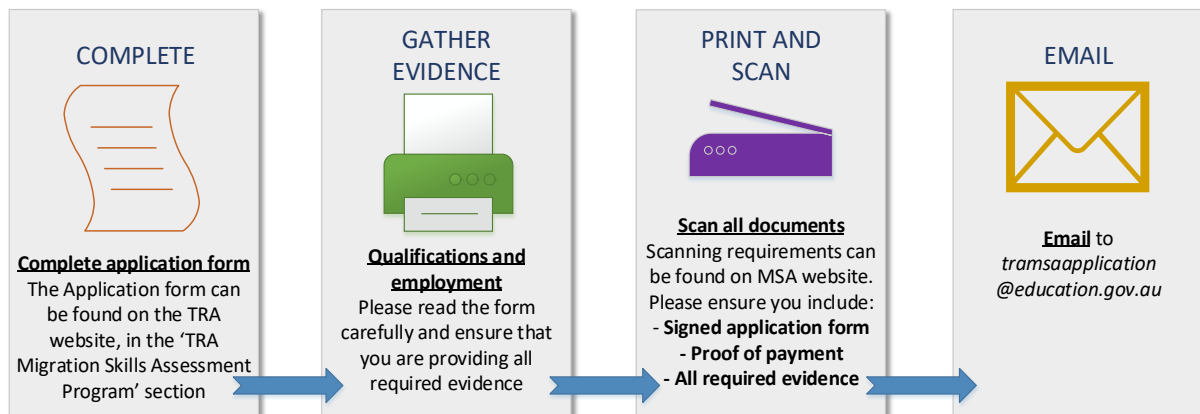 COMPLETE
Complete application form
The Application form can
be found on the TRA
website, in the ‘TRA
Migration Skills Assessment
Program’ section
GATHER
EVIDENCE
Qualifications and
employment
Please read the form
carefully and ensure that
you are providing all
required evidence
PRINT AND
SCAN
Scan all documents
Scanning requirements can
be found on MSA website.
Please ensure you include:
- Signed application form
- Proof of payment
- All required evidence
EMAIL
Email to
tramsaapplication
@education.gov.au